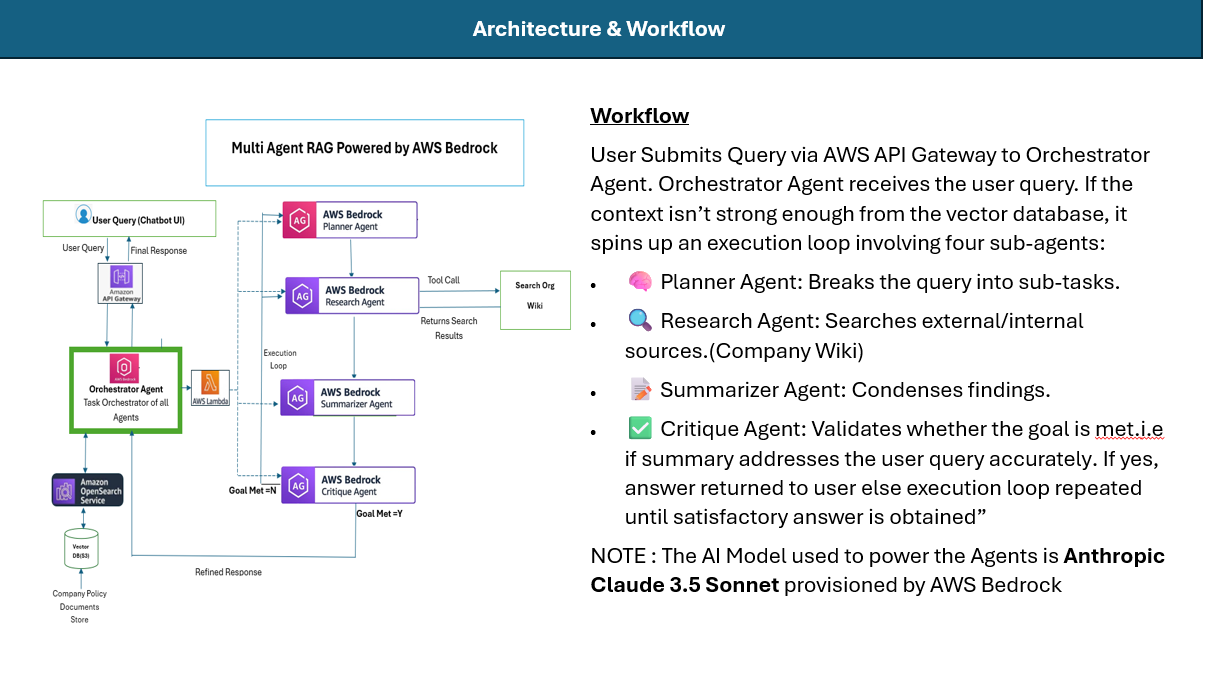 Architecture & Workflow
Multi Agent RAG Powered by AWS Bedrock
User Query (Chatbot UI)
User Query
Final Response
Amazon
API Gateway
AWS Bedrock
Orchestrator Agent
Task Orchestrator of all
Agents
AWS Lambda
Amazon
OpenSearch
Service
Vector
DB(S3)
Company Policy
Documents
Store
AG
AWS Bedrock
Planner Agent
AG
AWS Bedrock
Research Agent
Tool Call
Returns Search
Results
Search Org
Wiki
Execution
Loop
AG
AWS Bedrock
Summarizer Agent
AG
AWS Bedrock
Critique Agent
Goal Met =N
Goal Met =Y
Refined Response
Workflow
User Submits Query via AWS API Gateway to Orchestrator
Agent. Orchestrator Agent receives the user query. If the
context isn’t strong enough from the vector database, it
spins up an execution loop involving four sub-agents:
• 🧠 Planner Agent: Breaks the query into sub-tasks.
• 🔍 Research Agent: Searches external/internal
sources.(Company Wiki)
• 📝 Summarizer Agent: Condenses findings.
• ✅ Critique Agent: Validates whether the goal is met.i.e
if summary addresses the user query accurately. If yes,
answer returned to user else execution loop repeated
until satisfactory answer is obtained”
NOTE : The AI Model used to power the Agents is Anthropic
Claude 3.5 Sonnet provisioned by AWS Bedrock